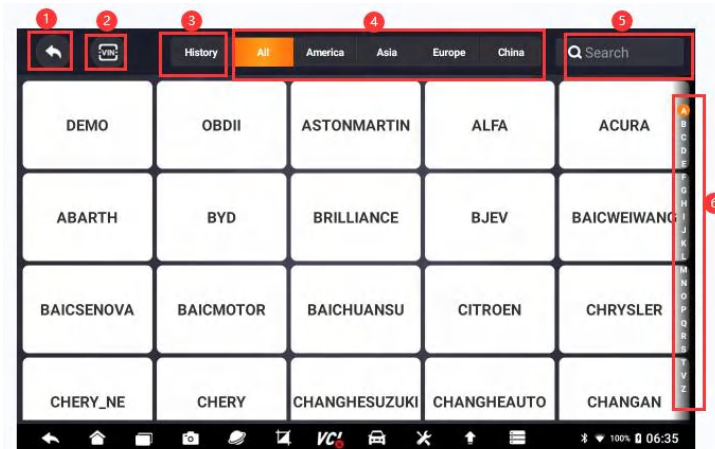 1 2 3 4 5
VIN History All America Asia Europe China Search
DEMO OBDII ASTONMARTIN ALFA ACURA
ABARTH BYD BRILLIANCE BJEV BAICWEIWANG
BAICSENOVA BAICMOTOR BAICHUANSU CITROEN CHRYSLER
CHERY_NE CHERY CHANGHESUZUKI CHANGHEAUTO CHANGAN
A
B
C
D
E
F
G
H
6
I
J
K
L
M
N
O
P
Q
R
S
T
V
Z
VCI 100% 06:35